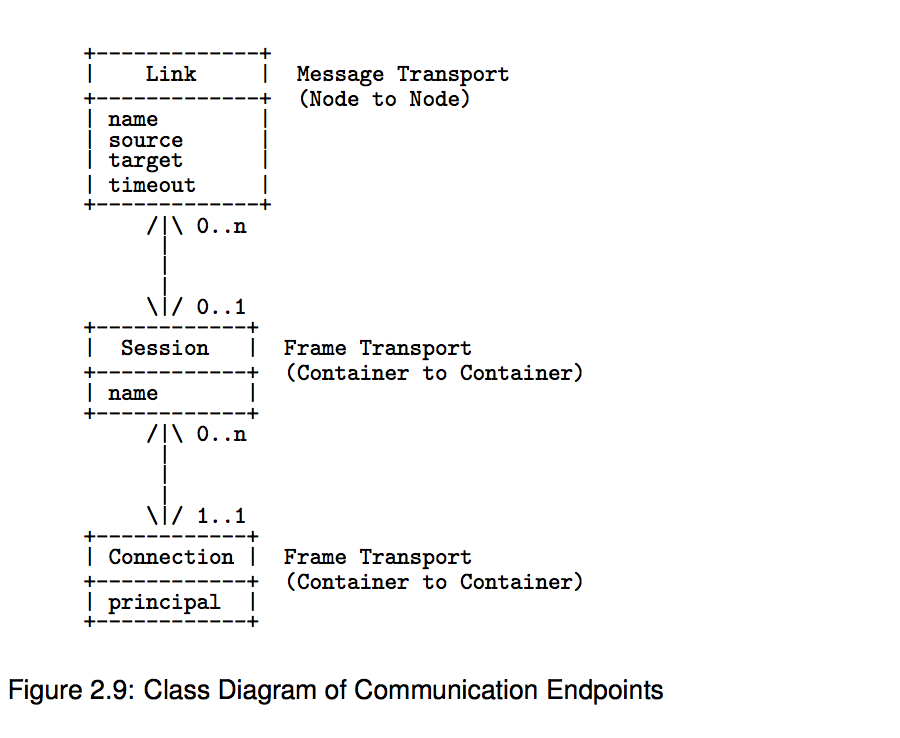 +-------------+
|    Link     |  Message Transport
+-------------+  (Node to Node)
| name        |
| source      |
| target      |
| timeout     |
+-------------+
/|\ 0..n
|
|
|
\|/ 0..1
+------------+
|  Session   |  Frame Transport
+------------+  (Container to Container)
| name       |
+------------+
/|\ 0..n
|
|
|
\|/ 1..1
+------------+
| Connection |  Frame Transport
+------------+  (Container to Container)
| principal  |
+------------+
Figure 2.9: Class Diagram of Communication Endpoints